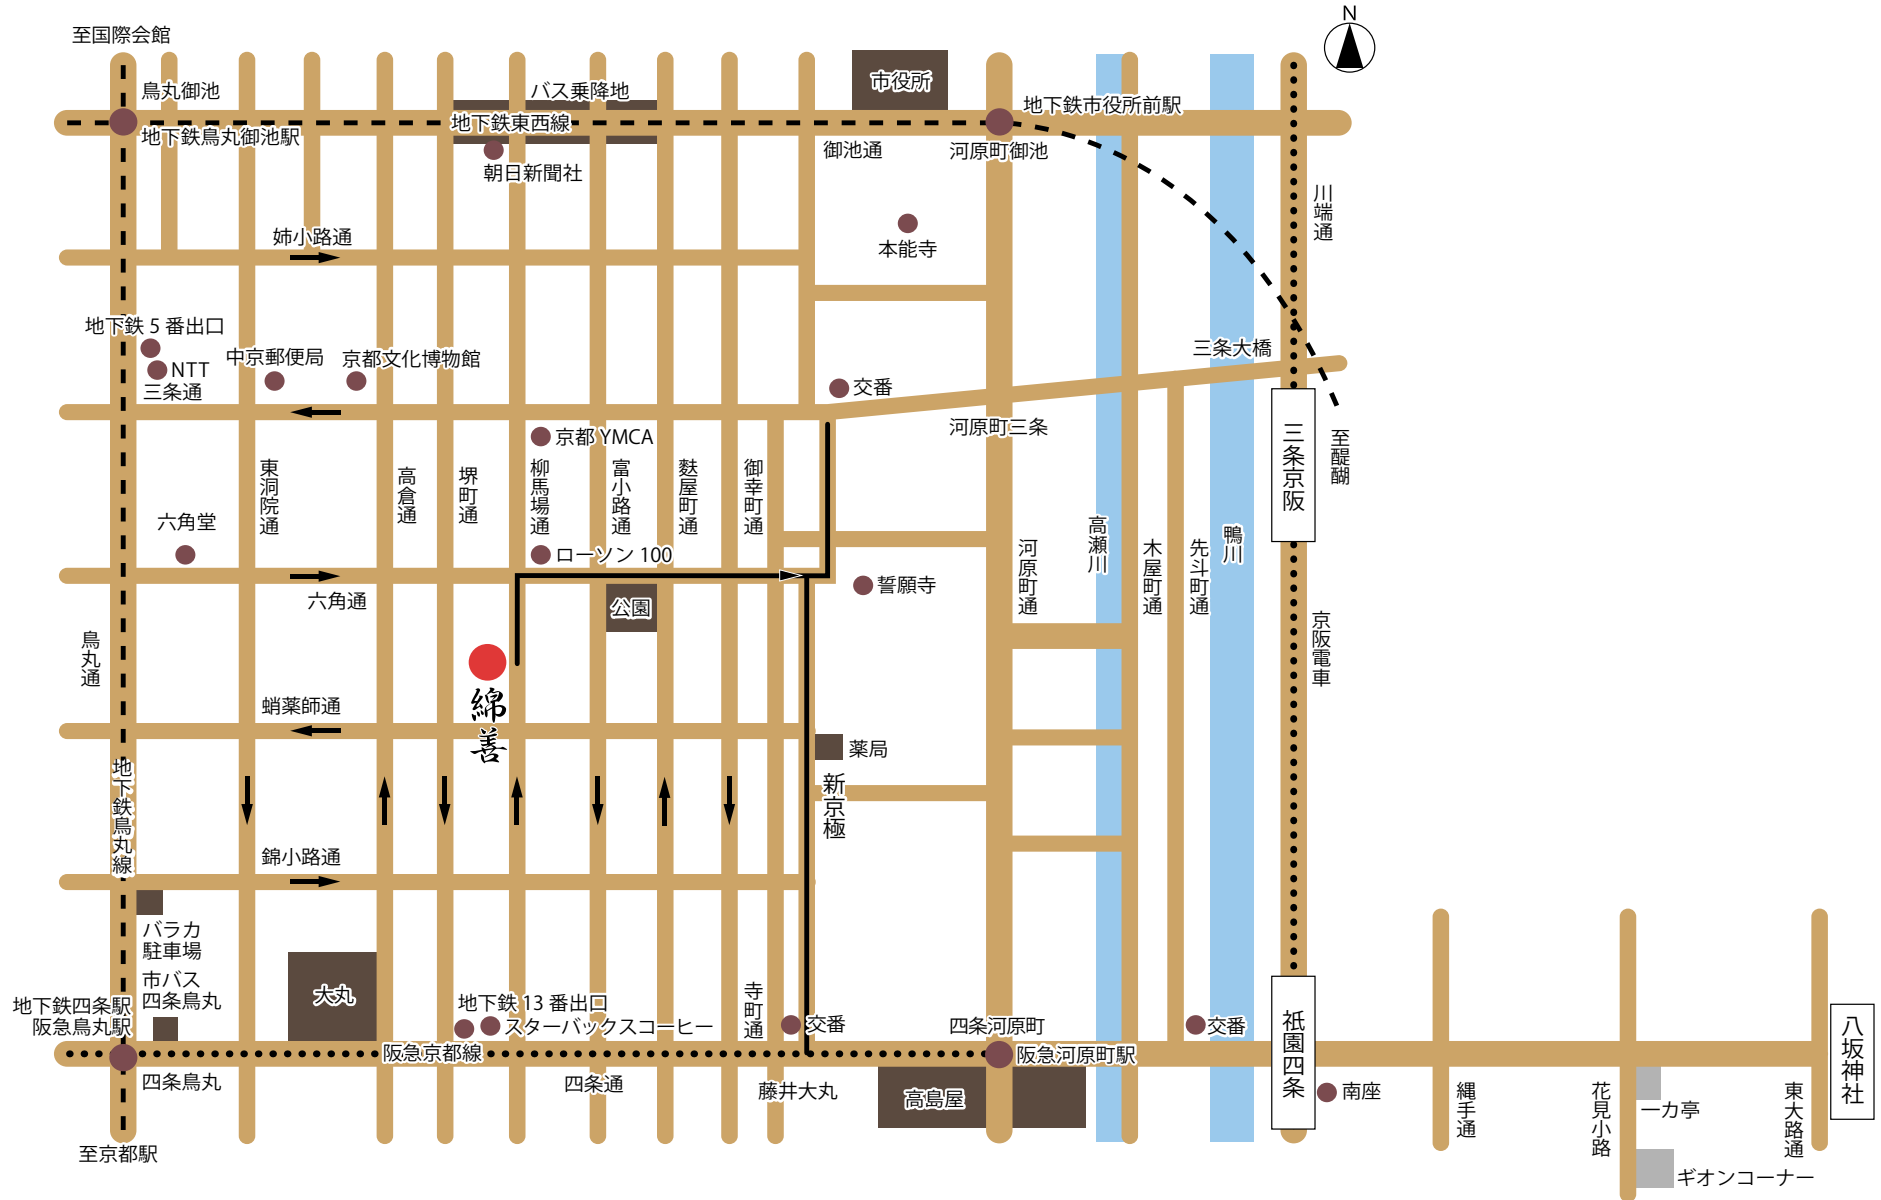 至国際会館
N
烏丸御池
バス乗降地
市役所
地下鉄市役所前駅
地下鉄東西線
地下鉄烏丸御池駅
御池通
河原町御池
朝日新聞社
川端通
姉小路通
本能寺
地下鉄 5 番出口
NTT
三条通
中京郵便局
京都文化博物館
三条大橋
交番
河原町三条
京都 YMCA
三条京阪
至醍醐
東洞院通
高倉通
堺町通
柳馬場通
富小路通
麩屋町通
御幸町通
六角堂
ローソン 100
河原町通
高瀬川
木屋町通
先斗町通
鴨川
六角通
公園
誓願寺
烏丸通
京阪電車
綿善
蛸薬師通
薬局
新京極
地下鉄烏丸線
錦小路通
バラカ
駐車場
市バス
四条烏丸
大丸
地下鉄四条駅
阪急烏丸駅
地下鉄 13 番出口
スターバックスコーヒー
寺町通
交番
四条河原町
交番
祇園四条
八坂神社
阪急京都線
阪急河原町駅
四条烏丸
四条通
藤井大丸
高島屋
南座
縄手通
花見小路
一力亭
東大路通
至京都駅
ギオンコーナー